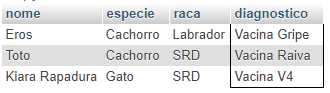 nome especie raca diagnostico
Eros Cachorro Labrador Vacina Gripe
Toto Cachorro SRD Vacina Raiva
Kiara Rapadura Gato SRD Vacina V4